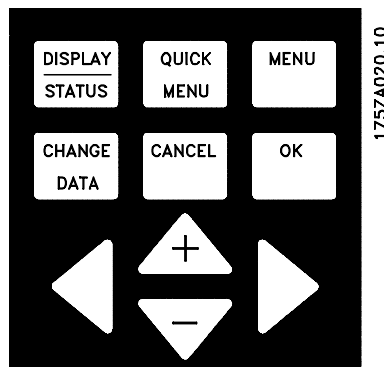 DISPLAY
STATUS
QUICK
MENU
MENU
CHANGE
DATA
CANCEL
OK
+
−
175ZA020.10